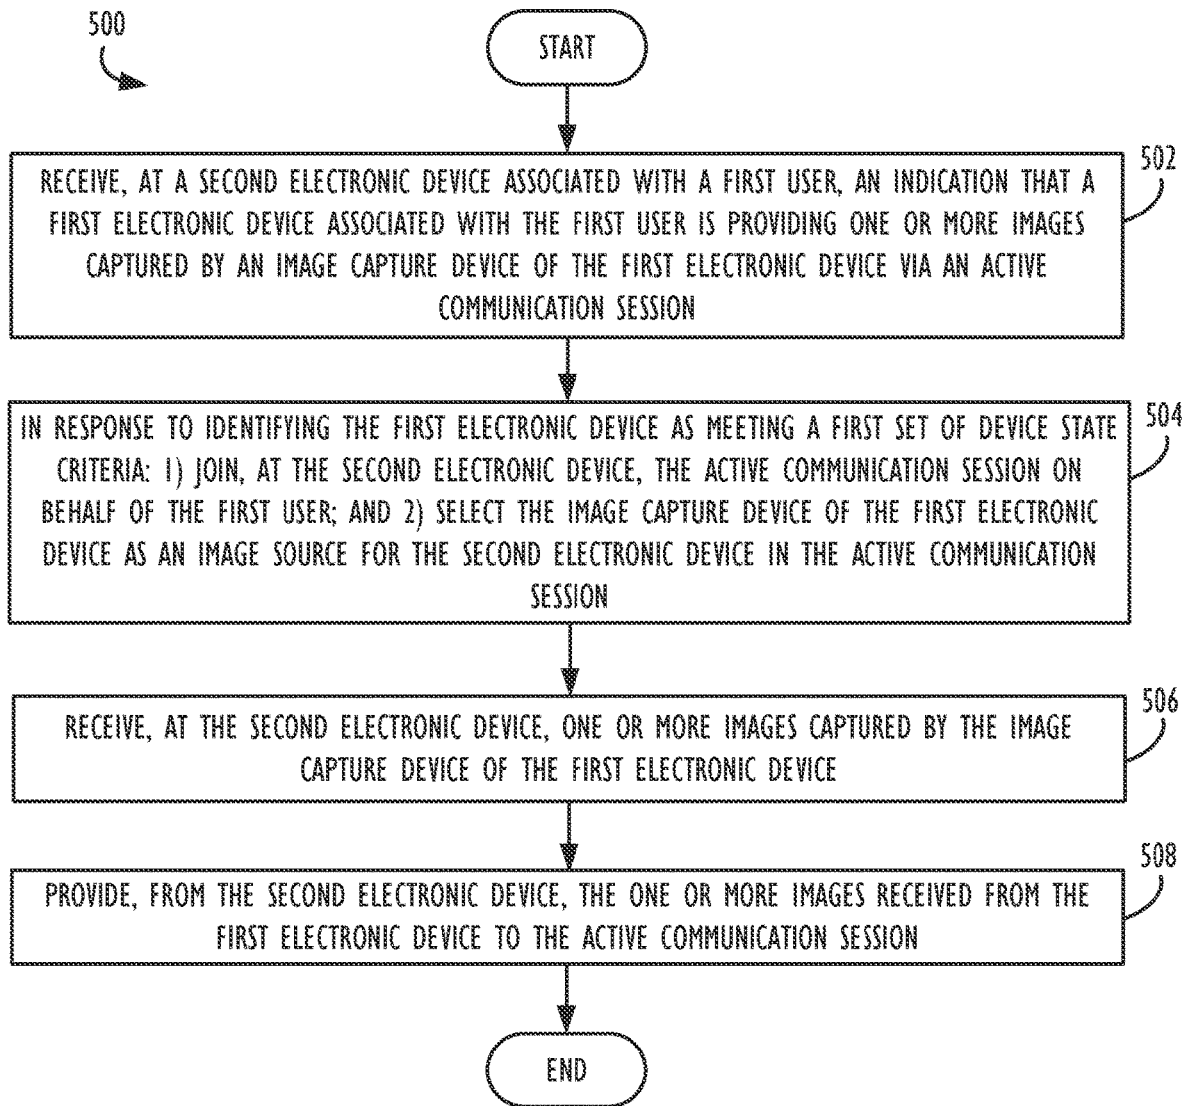 500
START
502
RECEIVE, AT A SECOND ELECTRONIC DEVICE ASSOCIATED WITH A FIRST USER, AN INDICATION THAT A
FIRST ELECTRONIC DEVICE ASSOCIATED WITH THE FIRST USER IS PROVIDING ONE OR MORE IMAGES
CAPTURED BY AN IMAGE CAPTURE DEVICE OF THE FIRST ELECTRONIC DEVICE VIA AN ACTIVE
COMMUNICATION SESSION
504
IN RESPONSE TO IDENTIFYING THE FIRST ELECTRONIC DEVICE AS MEETING A FIRST SET OF DEVICE STATE
CRITERIA: 1) JOIN, AT THE SECOND ELECTRONIC DEVICE, THE ACTIVE COMMUNICATION SESSION ON
BEHALF OF THE FIRST USER; AND 2) SELECT THE IMAGE CAPTURE DEVICE OF THE FIRST ELECTRONIC
DEVICE AS AN IMAGE SOURCE FOR THE SECOND ELECTRONIC DEVICE IN THE ACTIVE COMMUNICATION
SESSION
506
RECEIVE, AT THE SECOND ELECTRONIC DEVICE, ONE OR MORE IMAGES CAPTURED BY THE IMAGE
CAPTURE DEVICE OF THE FIRST ELECTRONIC DEVICE
508
PROVIDE, FROM THE SECOND ELECTRONIC DEVICE, THE ONE OR MORE IMAGES RECEIVED FROM THE
FIRST ELECTRONIC DEVICE TO THE ACTIVE COMMUNICATION SESSION
END